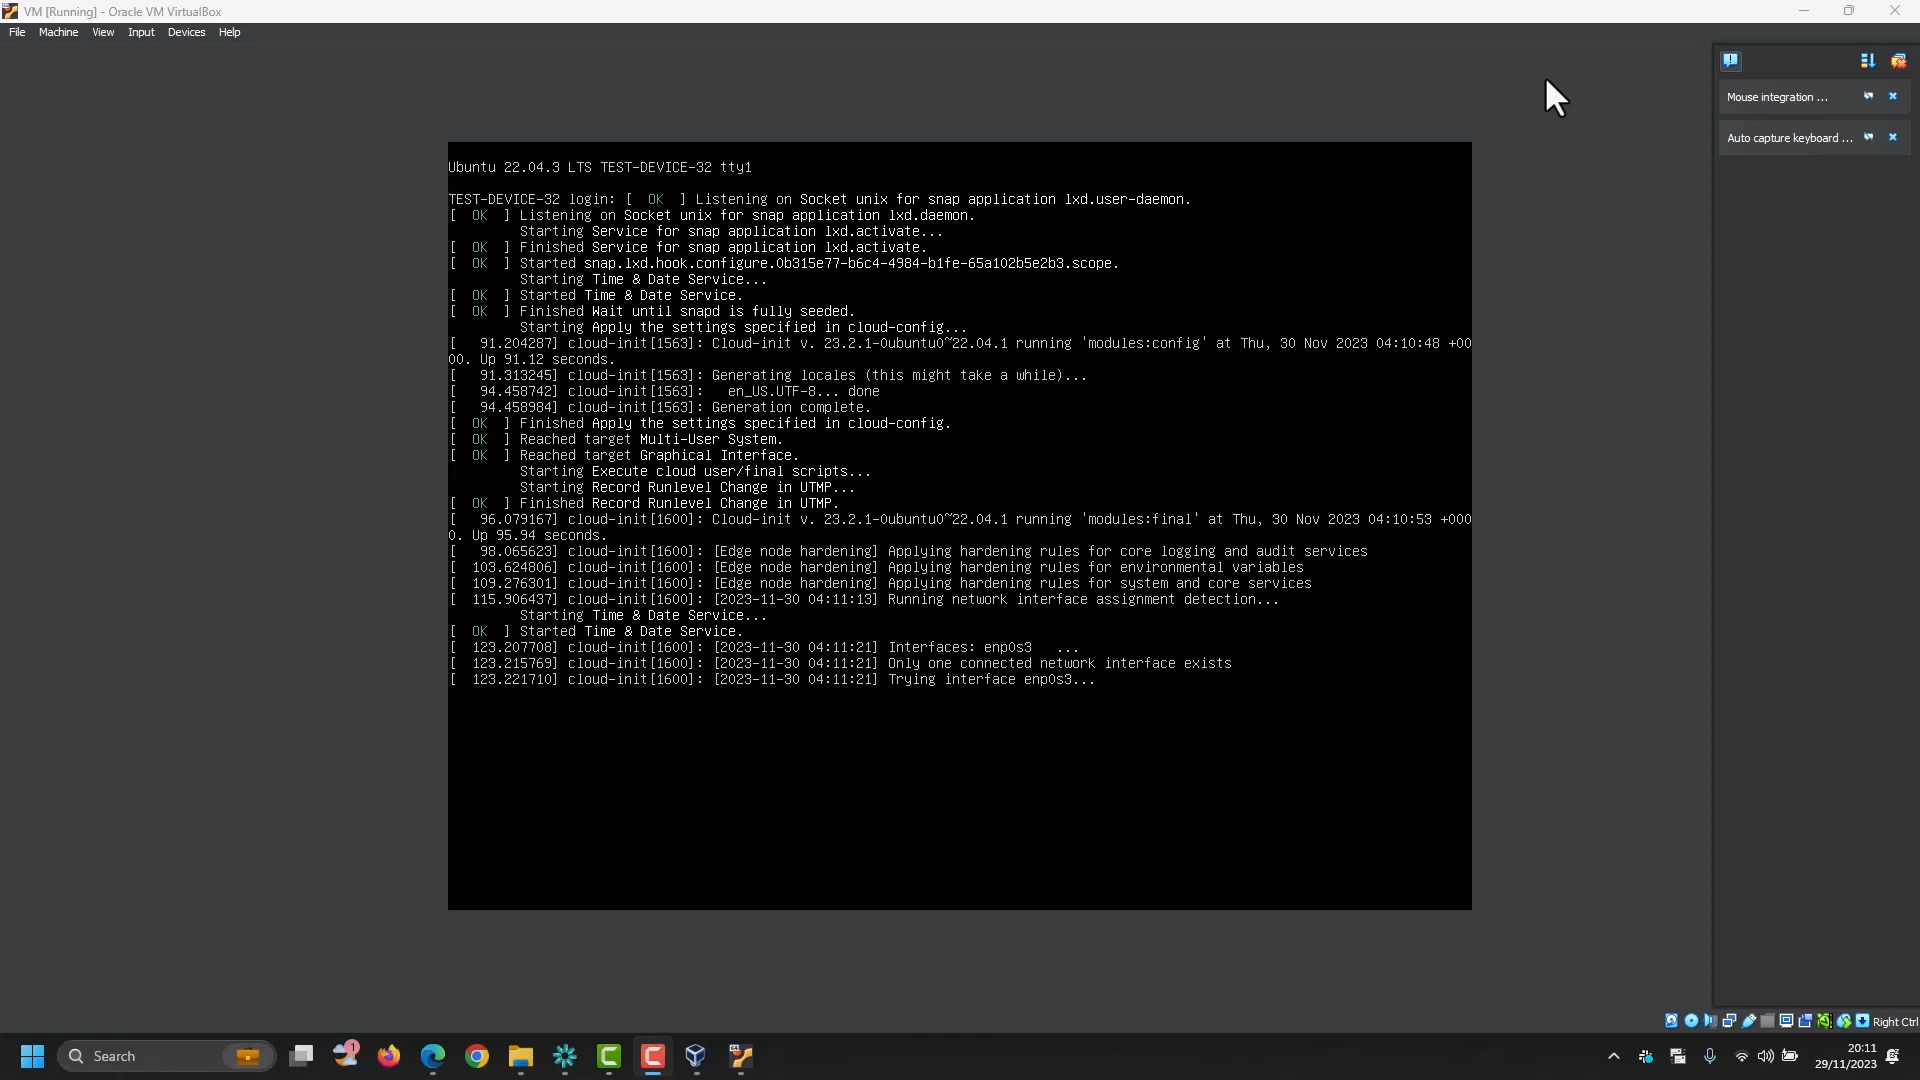 VM [Running] - Oracle VM VirtualBox
File Machine View Input Devices Help
Mouse integration ...
Auto capture keyboard ...
Ubuntu 22.04.3 LTS TEST-DEVICE-32 tty1
TEST-DEVICE-32 login: [  OK  ] Listening on Socket unix for snap application lxd.user-daemon.
[  OK  ] Listening on Socket unix for snap application lxd.daemon.
Starting Service for snap application lxd.activate...
[  OK  ] Finished Service for snap application lxd.activate.
[  OK  ] Started snap.lxd.hook.configure.0b315e77-b6c4-4984-b1fe-65a102b5e2b3.scope.
Starting Time & Date Service...
[  OK  ] Started Time & Date Service.
[  OK  ] Finished Wait until snapd is fully seeded.
Starting Apply the settings specified in cloud-config...
[   91.204287] cloud-init[1563]: Cloud-init v. 23.2.1-0ubuntu0~22.04.1 running 'modules:config' at Thu, 30 Nov 2023 04:10:48 +00
00. Up 91.12 seconds.
[   91.313245] cloud-init[1563]: Generating locales (this might take a while)...
[   94.458742] cloud-init[1563]:   en_US.UTF-8... done
[   94.458984] cloud-init[1563]: Generation complete.
[  OK  ] Finished Apply the settings specified in cloud-config.
[  OK  ] Reached target Multi-User System.
[  OK  ] Reached target Graphical Interface.
Starting Execute cloud user/final scripts...
Starting Record Runlevel Change in UTMP...
[  OK  ] Finished Record Runlevel Change in UTMP.
[   96.079167] cloud-init[1600]: Cloud-init v. 23.2.1-0ubuntu0~22.04.1 running 'modules:final' at Thu, 30 Nov 2023 04:10:53 +000
0. Up 95.94 seconds.
[   98.065623] cloud-init[1600]: [Edge node hardening] Applying hardening rules for core logging and audit services
[  103.624806] cloud-init[1600]: [Edge node hardening] Applying hardening rules for environmental variables
[  109.276301] cloud-init[1600]: [Edge node hardening] Applying hardening rules for system and core services
[  115.906437] cloud-init[1600]: [2023-11-30 04:11:13] Running network interface assignment detection...
Starting Time & Date Service...
[  OK  ] Started Time & Date Service.
[  123.207708] cloud-init[1600]: [2023-11-30 04:11:21] Interfaces: enp0s3   ...
[  123.215769] cloud-init[1600]: [2023-11-30 04:11:21] Only one connected network interface exists
[  123.221710] cloud-init[1600]: [2023-11-30 04:11:21] Trying interface enp0s3...
Right Ctrl
Search
1
20:11
29/11/2023